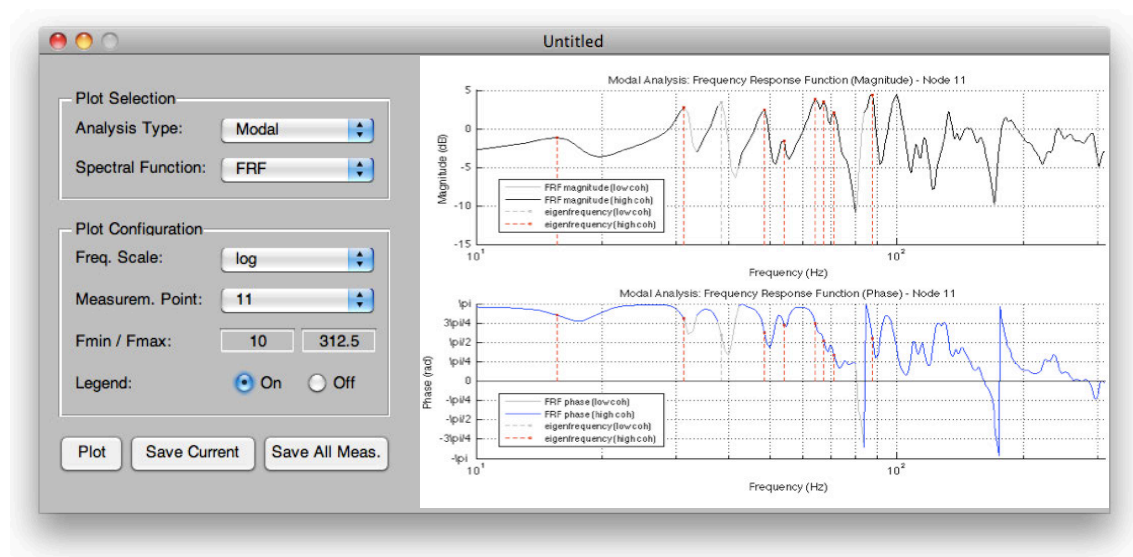 Untitled
Plot Selection
Analysis Type: Modal
Spectral Function: FRF
Plot Configuration
Freq. Scale: log
Measurem. Point: 11
Fmin / Fmax: 10 312.5
Legend: On Off
Plot Save Current Save All Meas.
Modal Analysis: Frequency Response Function (Magnitude) - Node 11
Magnitude (dB)
5
0
-5
-10
-15
FRF magnitude (low coh)
FRF magnitude (high coh)
eigenfrequency (low coh)
eigenfrequency (high coh)
10^1 10^2
Frequency (Hz)
Modal Analysis: Frequency Response Function (Phase) - Node 11
Phase (rad)
1pi
3\pi/4
1pi/2
1pi/4
0
-1pi/4
-1pi/2
-3\pi/4
-1pi
FRF phase (low coh)
FRF phase (high coh)
eigenfrequency (low coh)
eigenfrequency (high coh)
10^1 10^2
Frequency (Hz)